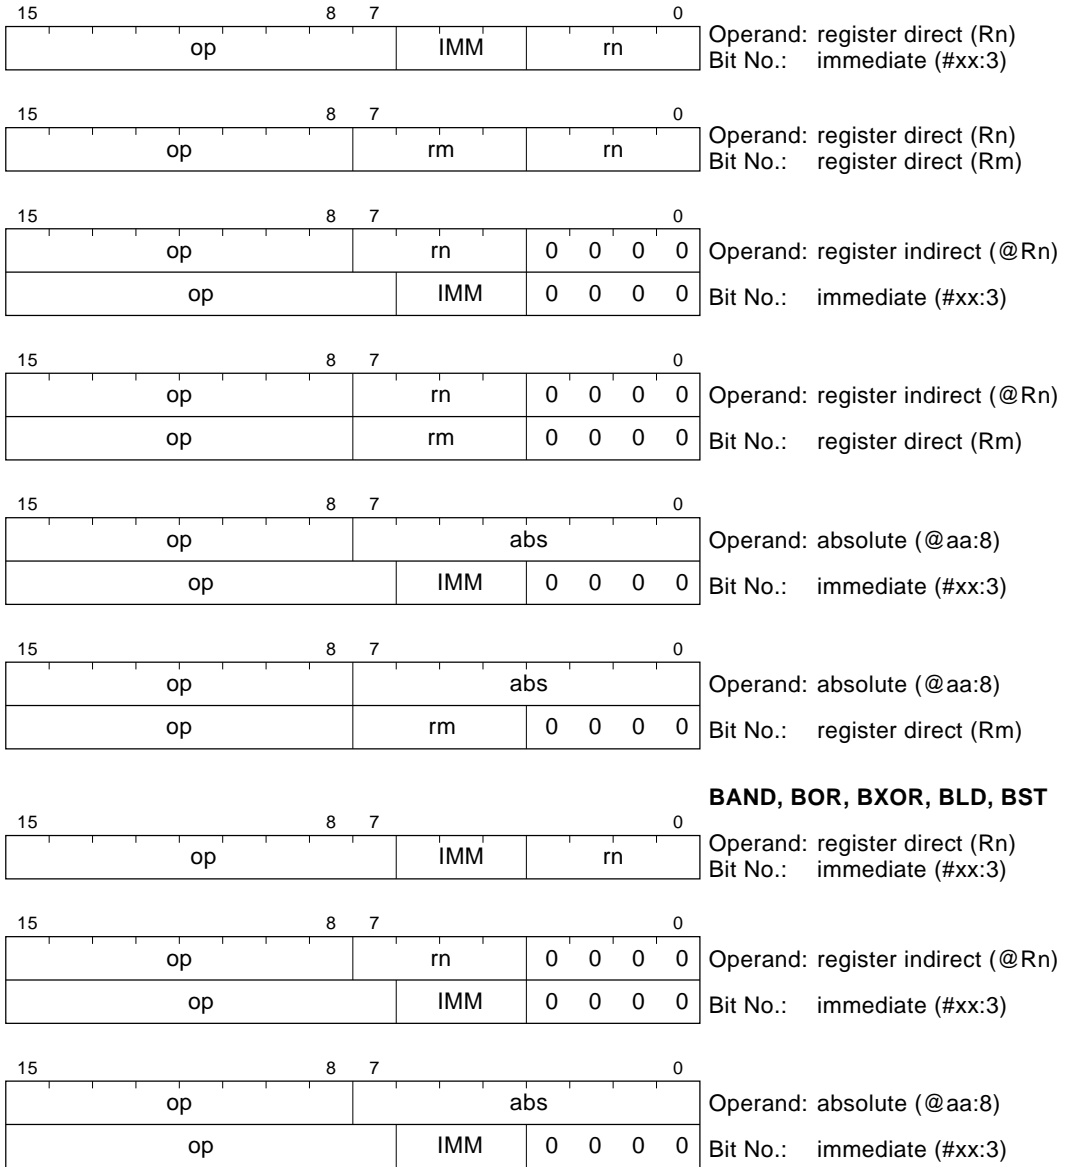 15 8 7 0
op IMM rn Operand: register direct (Rn)
Bit No.: immediate (#xx:3)
15 8 7 0
op rm rn Operand: register direct (Rn)
Bit No.: register direct (Rm)
15 8 7 0
op rn 0 0 0 0 Operand: register indirect (@Rn)
op IMM 0 0 0 0 Bit No.: immediate (#xx:3)
15 8 7 0
op rn 0 0 0 0 Operand: register indirect (@Rn)
op rm 0 0 0 0 Bit No.: register direct (Rm)
15 8 7 0
op abs Operand: absolute (@aa:8)
op IMM 0 0 0 0 Bit No.: immediate (#xx:3)
15 8 7 0
op abs Operand: absolute (@aa:8)
op rm 0 0 0 0 Bit No.: register direct (Rm)
BAND, BOR, BXOR, BLD, BST
15 8 7 0
op IMM rn Operand: register direct (Rn)
Bit No.: immediate (#xx:3)
15 8 7 0
op rn 0 0 0 0 Operand: register indirect (@Rn)
op IMM 0 0 0 0 Bit No.: immediate (#xx:3)
15 8 7 0
op abs Operand: absolute (@aa:8)
op IMM 0 0 0 0 Bit No.: immediate (#xx:3)